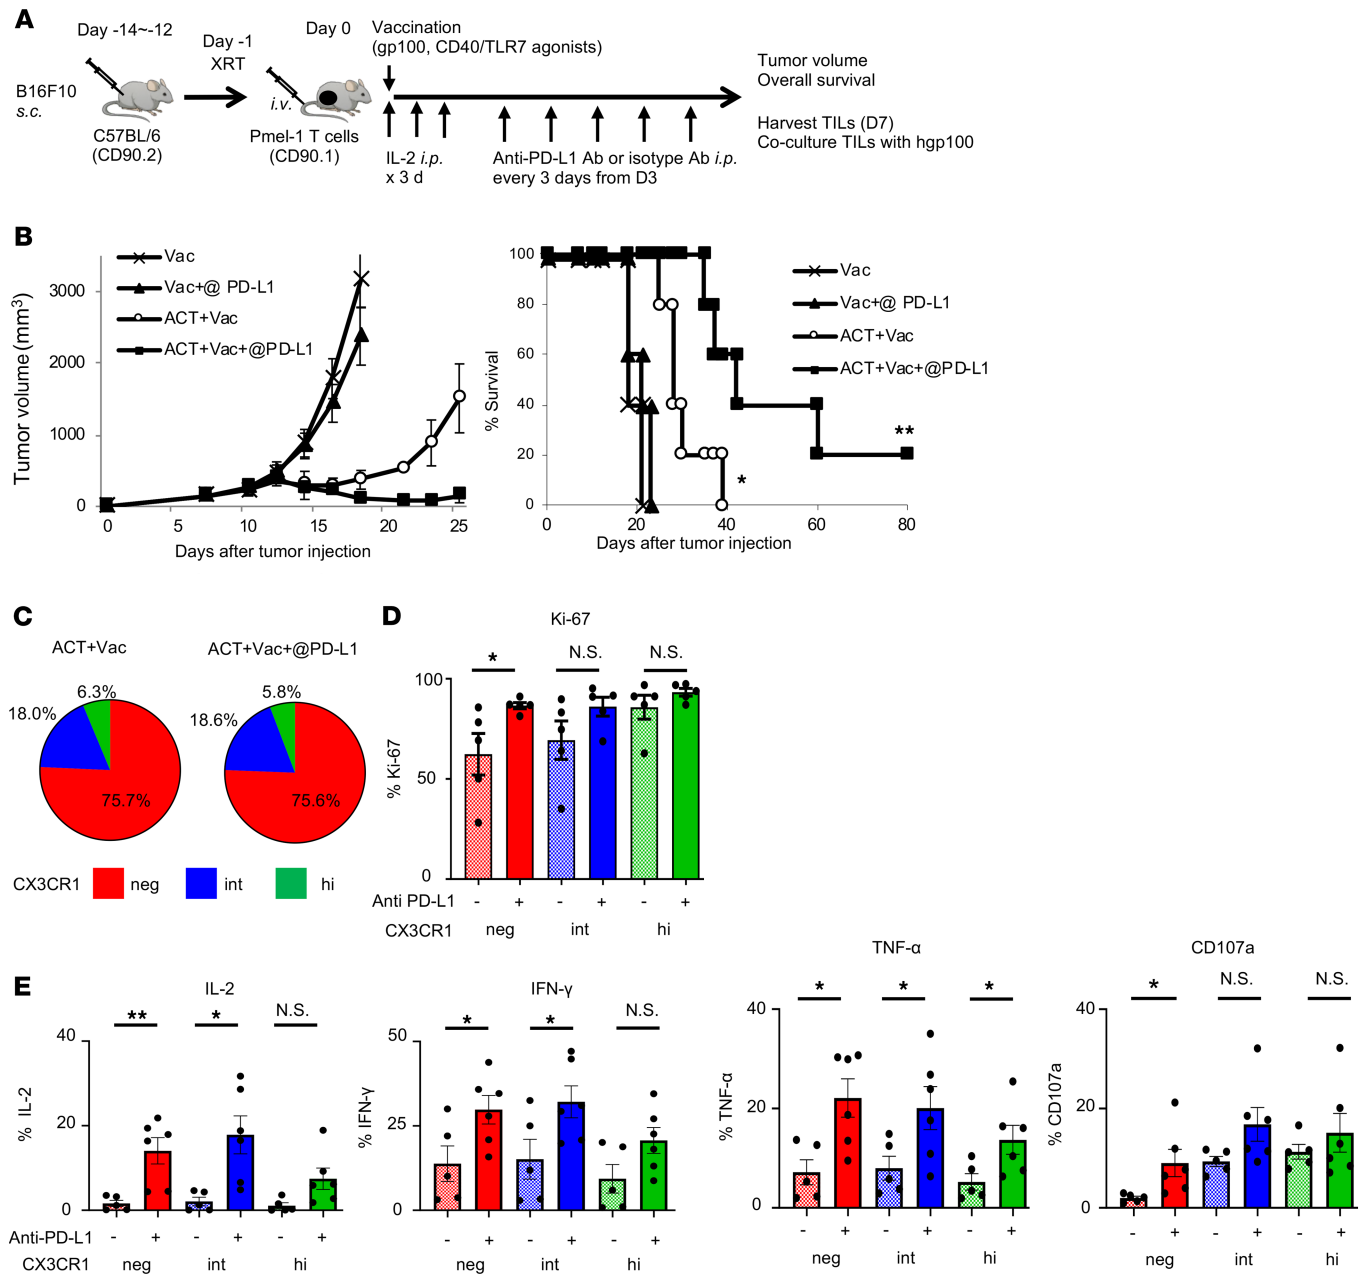 A
Day -14~-12
Day -1
XRT
Day 0
Vaccination
(gp100, CD40/TLR7 agonists)
B16F10
s.c.
i.v.
C57BL/6
(CD90.2)
Pmel-1 T cells
(CD90.1)
IL-2 i.p.
x 3 d
Anti-PD-L1 Ab or isotype Ab i.p.
every 3 days from D3
Tumor volume
Overall survival
Harvest TILs (D7)
Co-culture TILs with hgp100
B
Tumor volume (mm3)
3000
2000
1000
0
Vac
Vac+@ PD-L1
ACT+Vac
ACT+Vac+@PD-L1
0 5 10 15 20 25
Days after tumor injection
% Survival
100
80
60
40
20
0
Vac
Vac+@ PD-L1
ACT+Vac
ACT+Vac+@PD-L1
*
**
0 20 40 60 80
Days after tumor injection
C
ACT+Vac
6.3%
18.0%
75.7%
ACT+Vac+@PD-L1
5.8%
18.6%
75.6%
CX3CR1 neg int hi
D
Ki-67
* N.S. N.S.
% Ki-67
100
50
0
Anti PD-L1 - + - + - +
CX3CR1 neg int hi
E
IL-2
** * N.S.
% IL-2
40
20
0
Anti-PD-L1 - + - + - +
CX3CR1 neg int hi
IFN-γ
* * N.S.
% IFN-γ
50
25
0
- + - + - +
neg int hi
TNF-α
* * *
% TNF-α
40
20
0
- + - + - +
neg int hi
CD107a
* N.S. N.S.
% CD107a
40
20
0
- + - + - +
neg int hi